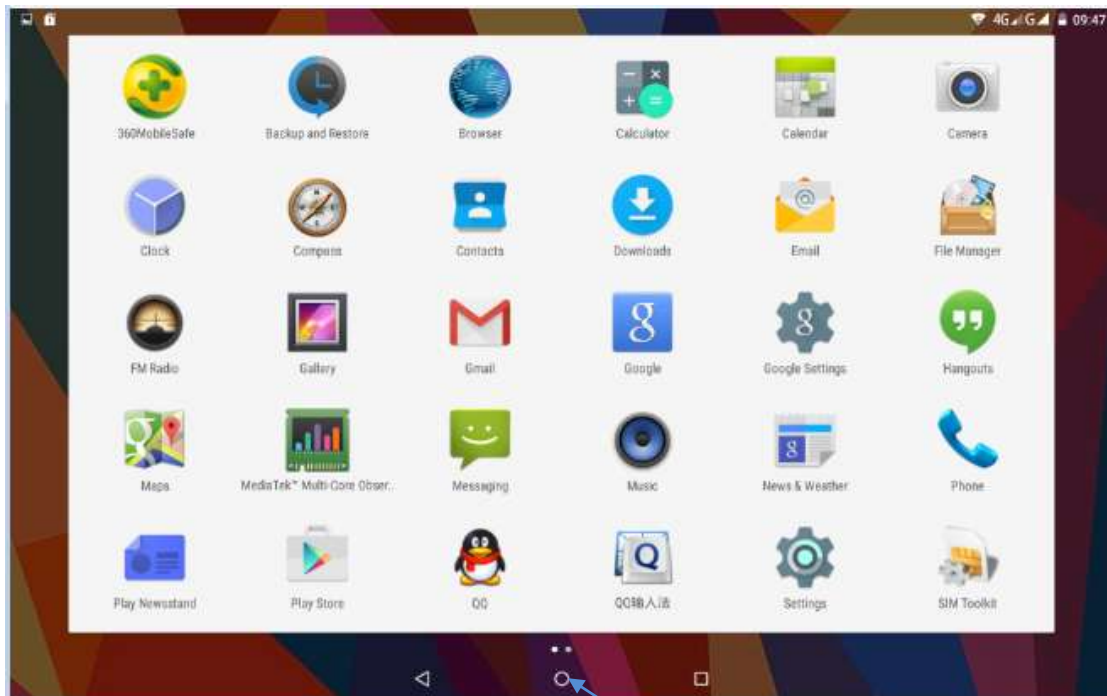 4G G 09:47
360MobileSafe Backup and Restore Browser Calculator Calendar Camera
Clock Compass Contacts Downloads Email File Manager
FM Radio Gallery Gmail Google Google Settings Hangouts
Maps MediaTek™ Multi-Core Obser.. Messaging Music News & Weather Phone
Play Newsstand Play Store QQ QQ输入法 Settings SIM Toolkit